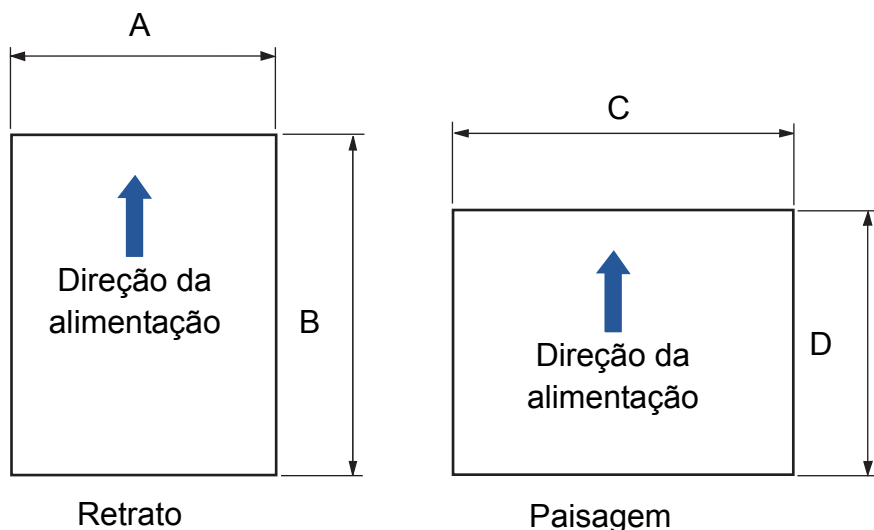 A
Direção da
alimentação
B
Retrato
C
Direção da
alimentação
D
Paisagem